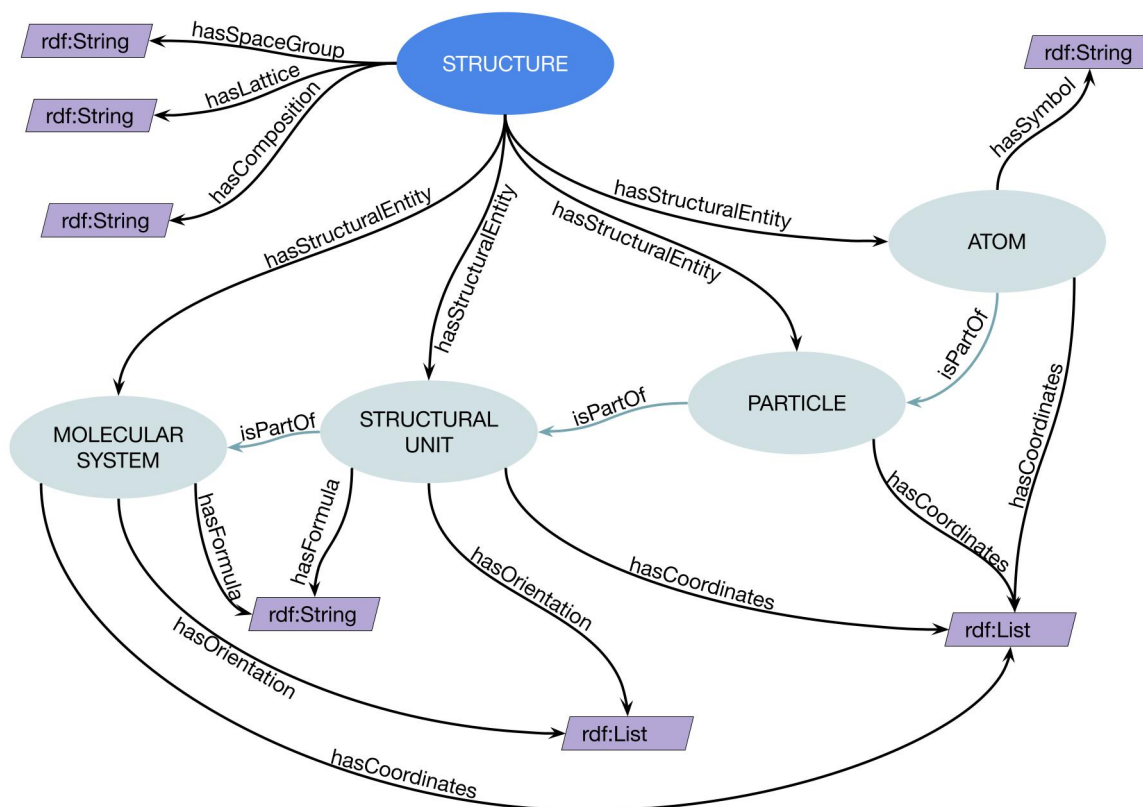 rdf:String
hasSpaceGroup
STRUCTURE
rdf:String
hasLattice
rdf:String
hasSymbol
hasComposition
rdf:String
hasStructuralEntity
hasStructuralEntity
hasStructuralEntity
hasStructuralEntity
ATOM
isPartOf
isPartOf
isPartOf
PARTICLE
STRUCTURAL
UNIT
MOLECULAR
SYSTEM
hasCoordinates
hasCoordinates
hasFormula
hasFormula
hasOrientation
hasCoordinates
rdf:String
rdf:List
hasOrientation
rdf:List
hasCoordinates